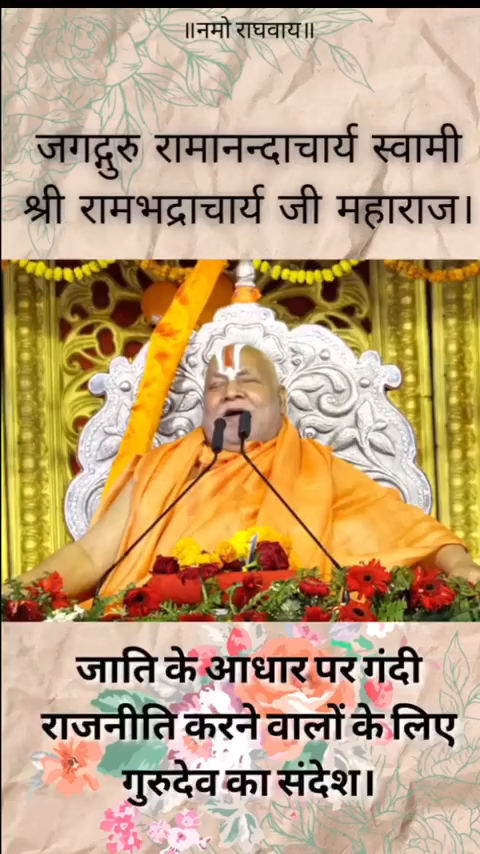 ॥नमो राघवाय॥
जगद्गुरु रामानन्दाचार्य स्वामी
श्री रामभद्राचार्य जी महाराज।
जाति के आधार पर गंदी
राजनीति करने वालों के लिए
गुरुदेव का संदेश।